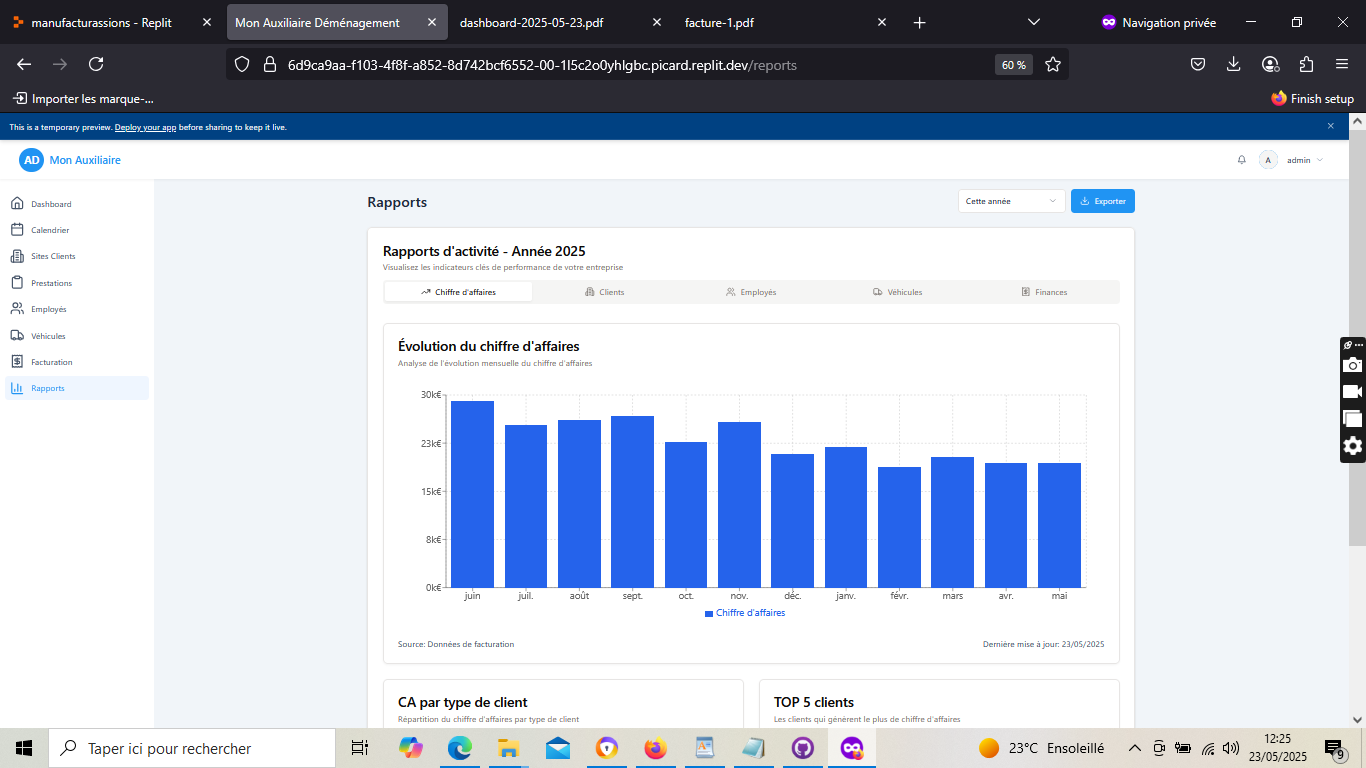 manufacturassions - Replit
Mon Auxiliaire Déménagement
dashboard-2025-05-23.pdf
facture-1.pdf
Navigation privée
6d9ca9aa-f103-4f8f-a852-8d742bcf6552-00-1l5c2o0yhlgbc.picard.replit.dev/reports
60 %
Importer les marque-...
Finish setup
This is a temporary preview. Deploy your app before sharing to keep it live.
AD Mon Auxiliaire
A admin
Dashboard
Calendrier
Sites Clients
Prestations
Employés
Véhicules
Facturation
Rapports
Rapports
Cette année
Exporter
Rapports d'activité - Année 2025
Visualisez les indicateurs clés de performance de votre entreprise
Chiffre d'affaires
Clients
Employés
Véhicules
Finances
Évolution du chiffre d'affaires
Analyse de l'évolution mensuelle du chiffre d'affaires
30k€
23k€
15k€
8k€
0k€
juin juil. août sept. oct. nov. déc. janv. févr. mars avr. mai
Chiffre d'affaires
Source: Données de facturation
Dernière mise à jour: 23/05/2025
CA par type de client
Répartition du chiffre d'affaires par type de client
TOP 5 clients
Les clients qui génèrent le plus de chiffre d'affaires
Taper ici pour rechercher
23°C Ensoleillé
12:25
23/05/2025
9